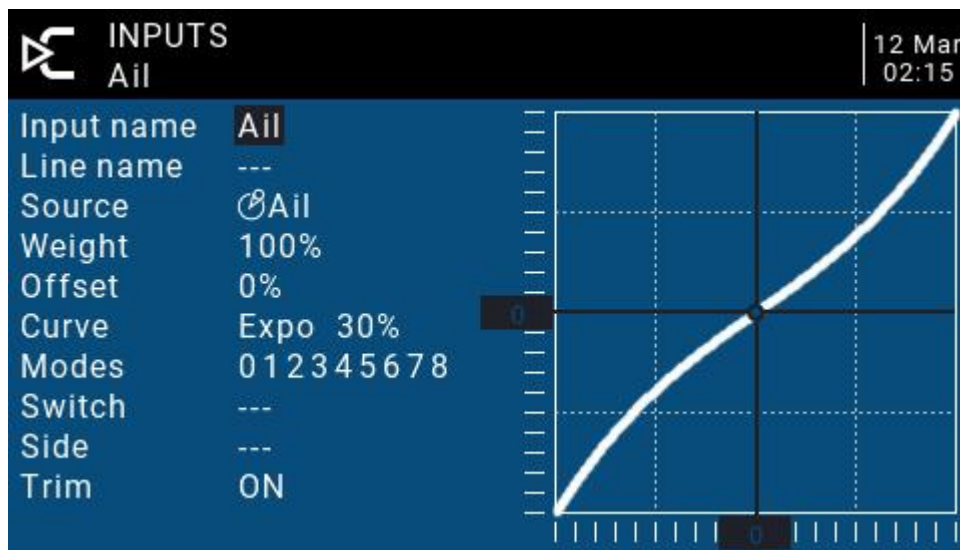 INPUTS
Ail
12 Mar
02:15
Input name Ail
Line name ---
Source Ail
Weight 100%
Offset 0%
Curve Expo 30%
Modes 012345678
Switch ---
Side ---
Trim ON
0
0